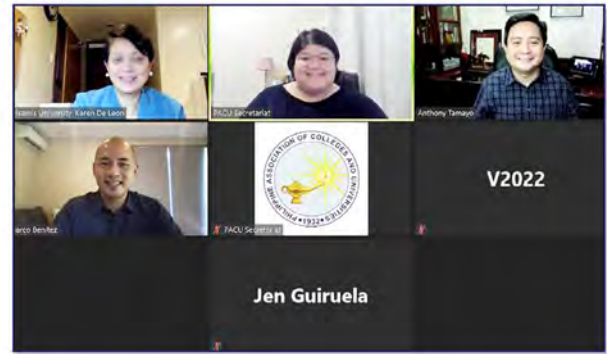 University-Karen De Leon
PACU Secretariat
Anthony Tamayo
Benitez
PHILIPPINE ASSOCIATION OF COLLEGES AND UNIVERSITIES
•1932•
PACU Secretariat
V2022
Jen Guiruela